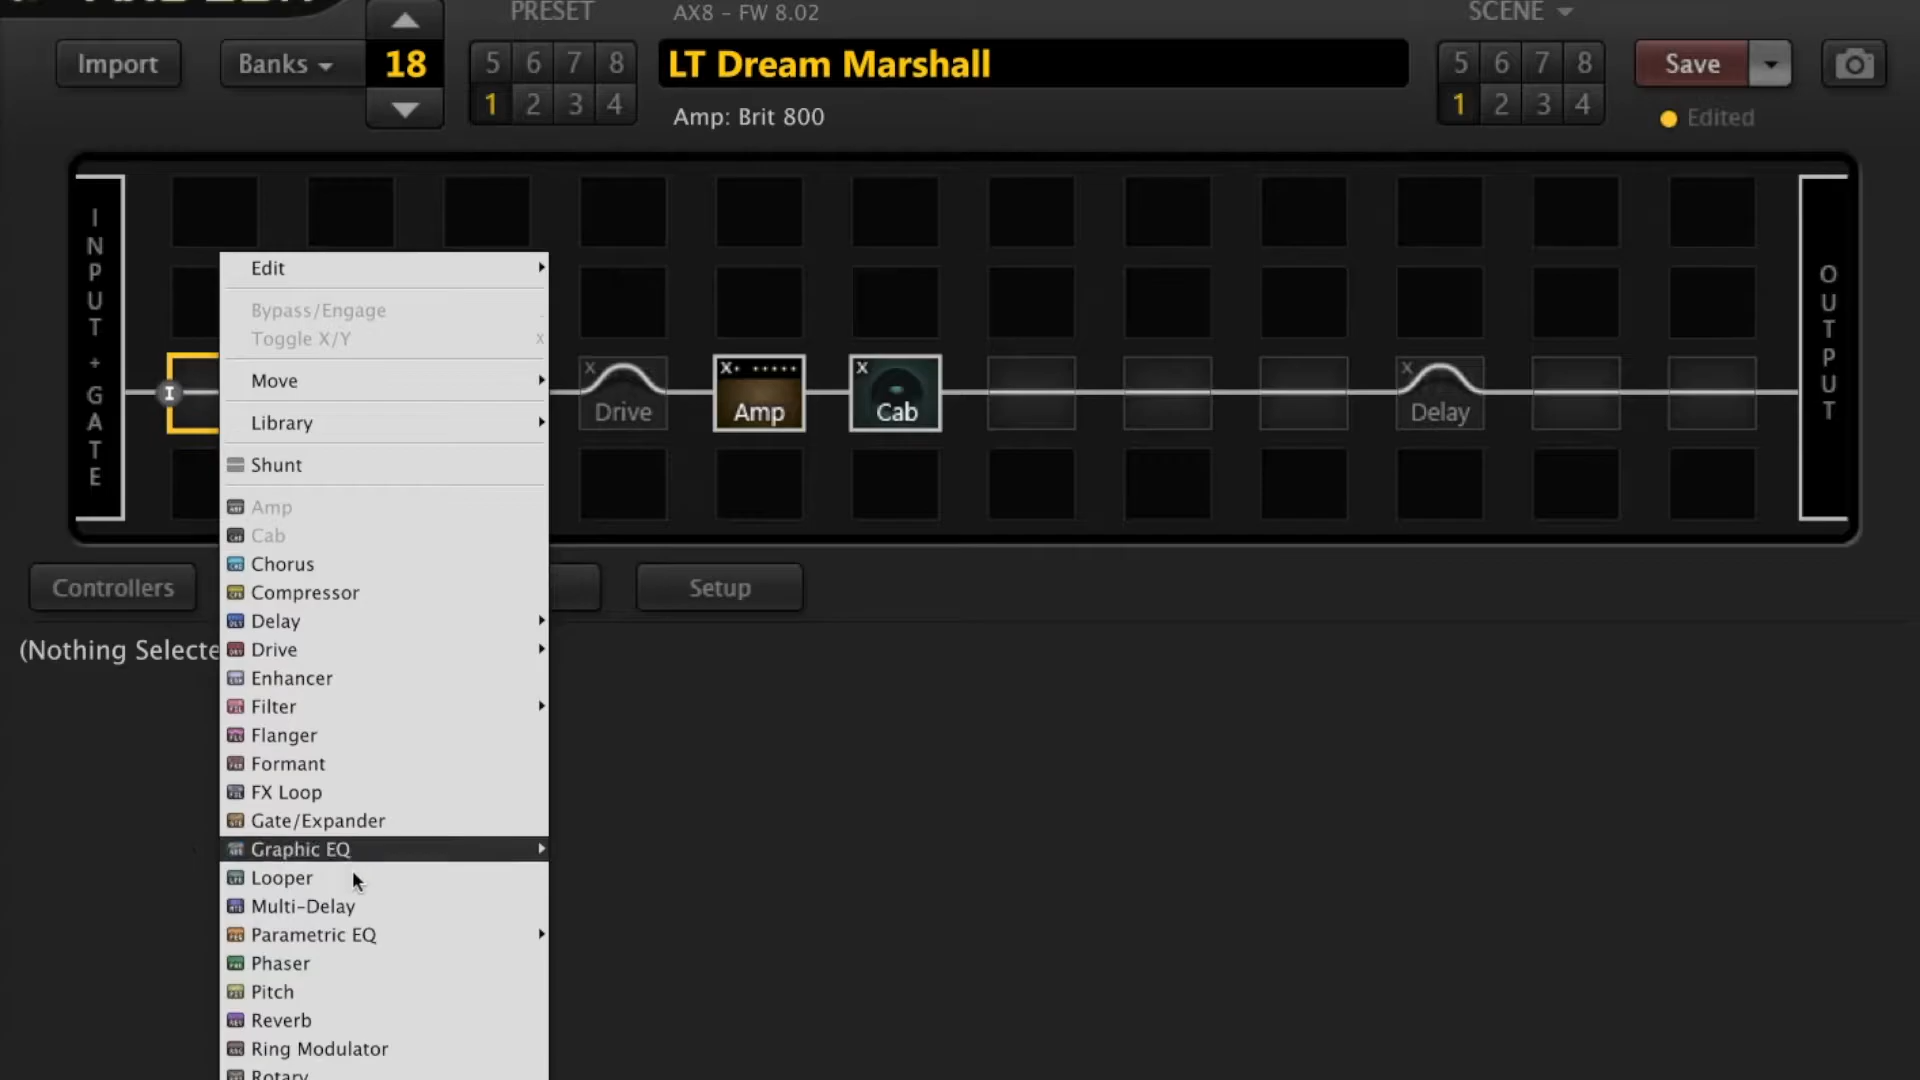 PRESET
AX8 - FW 8.02
SCENE
Import
Banks
18
5 6 7 8
1 2 3 4
LT Dream Marshall
Amp: Brit 800
5 6 7 8
1 2 3 4
Save
Edited
INPUT + GATE
I
X
Drive
X
Amp
X
Cab
X
Delay
OUTPUT
Edit
Bypass/Engage .
Toggle X/Y x
Move
Library
Shunt
Amp
Cab
Chorus
Compressor
Delay
Drive
Enhancer
Filter
Flanger
Formant
FX Loop
Gate/Expander
Graphic EQ
Looper
Multi-Delay
Parametric EQ
Phaser
Pitch
Reverb
Ring Modulator
Rotary
Controllers
Setup
(Nothing Selecte